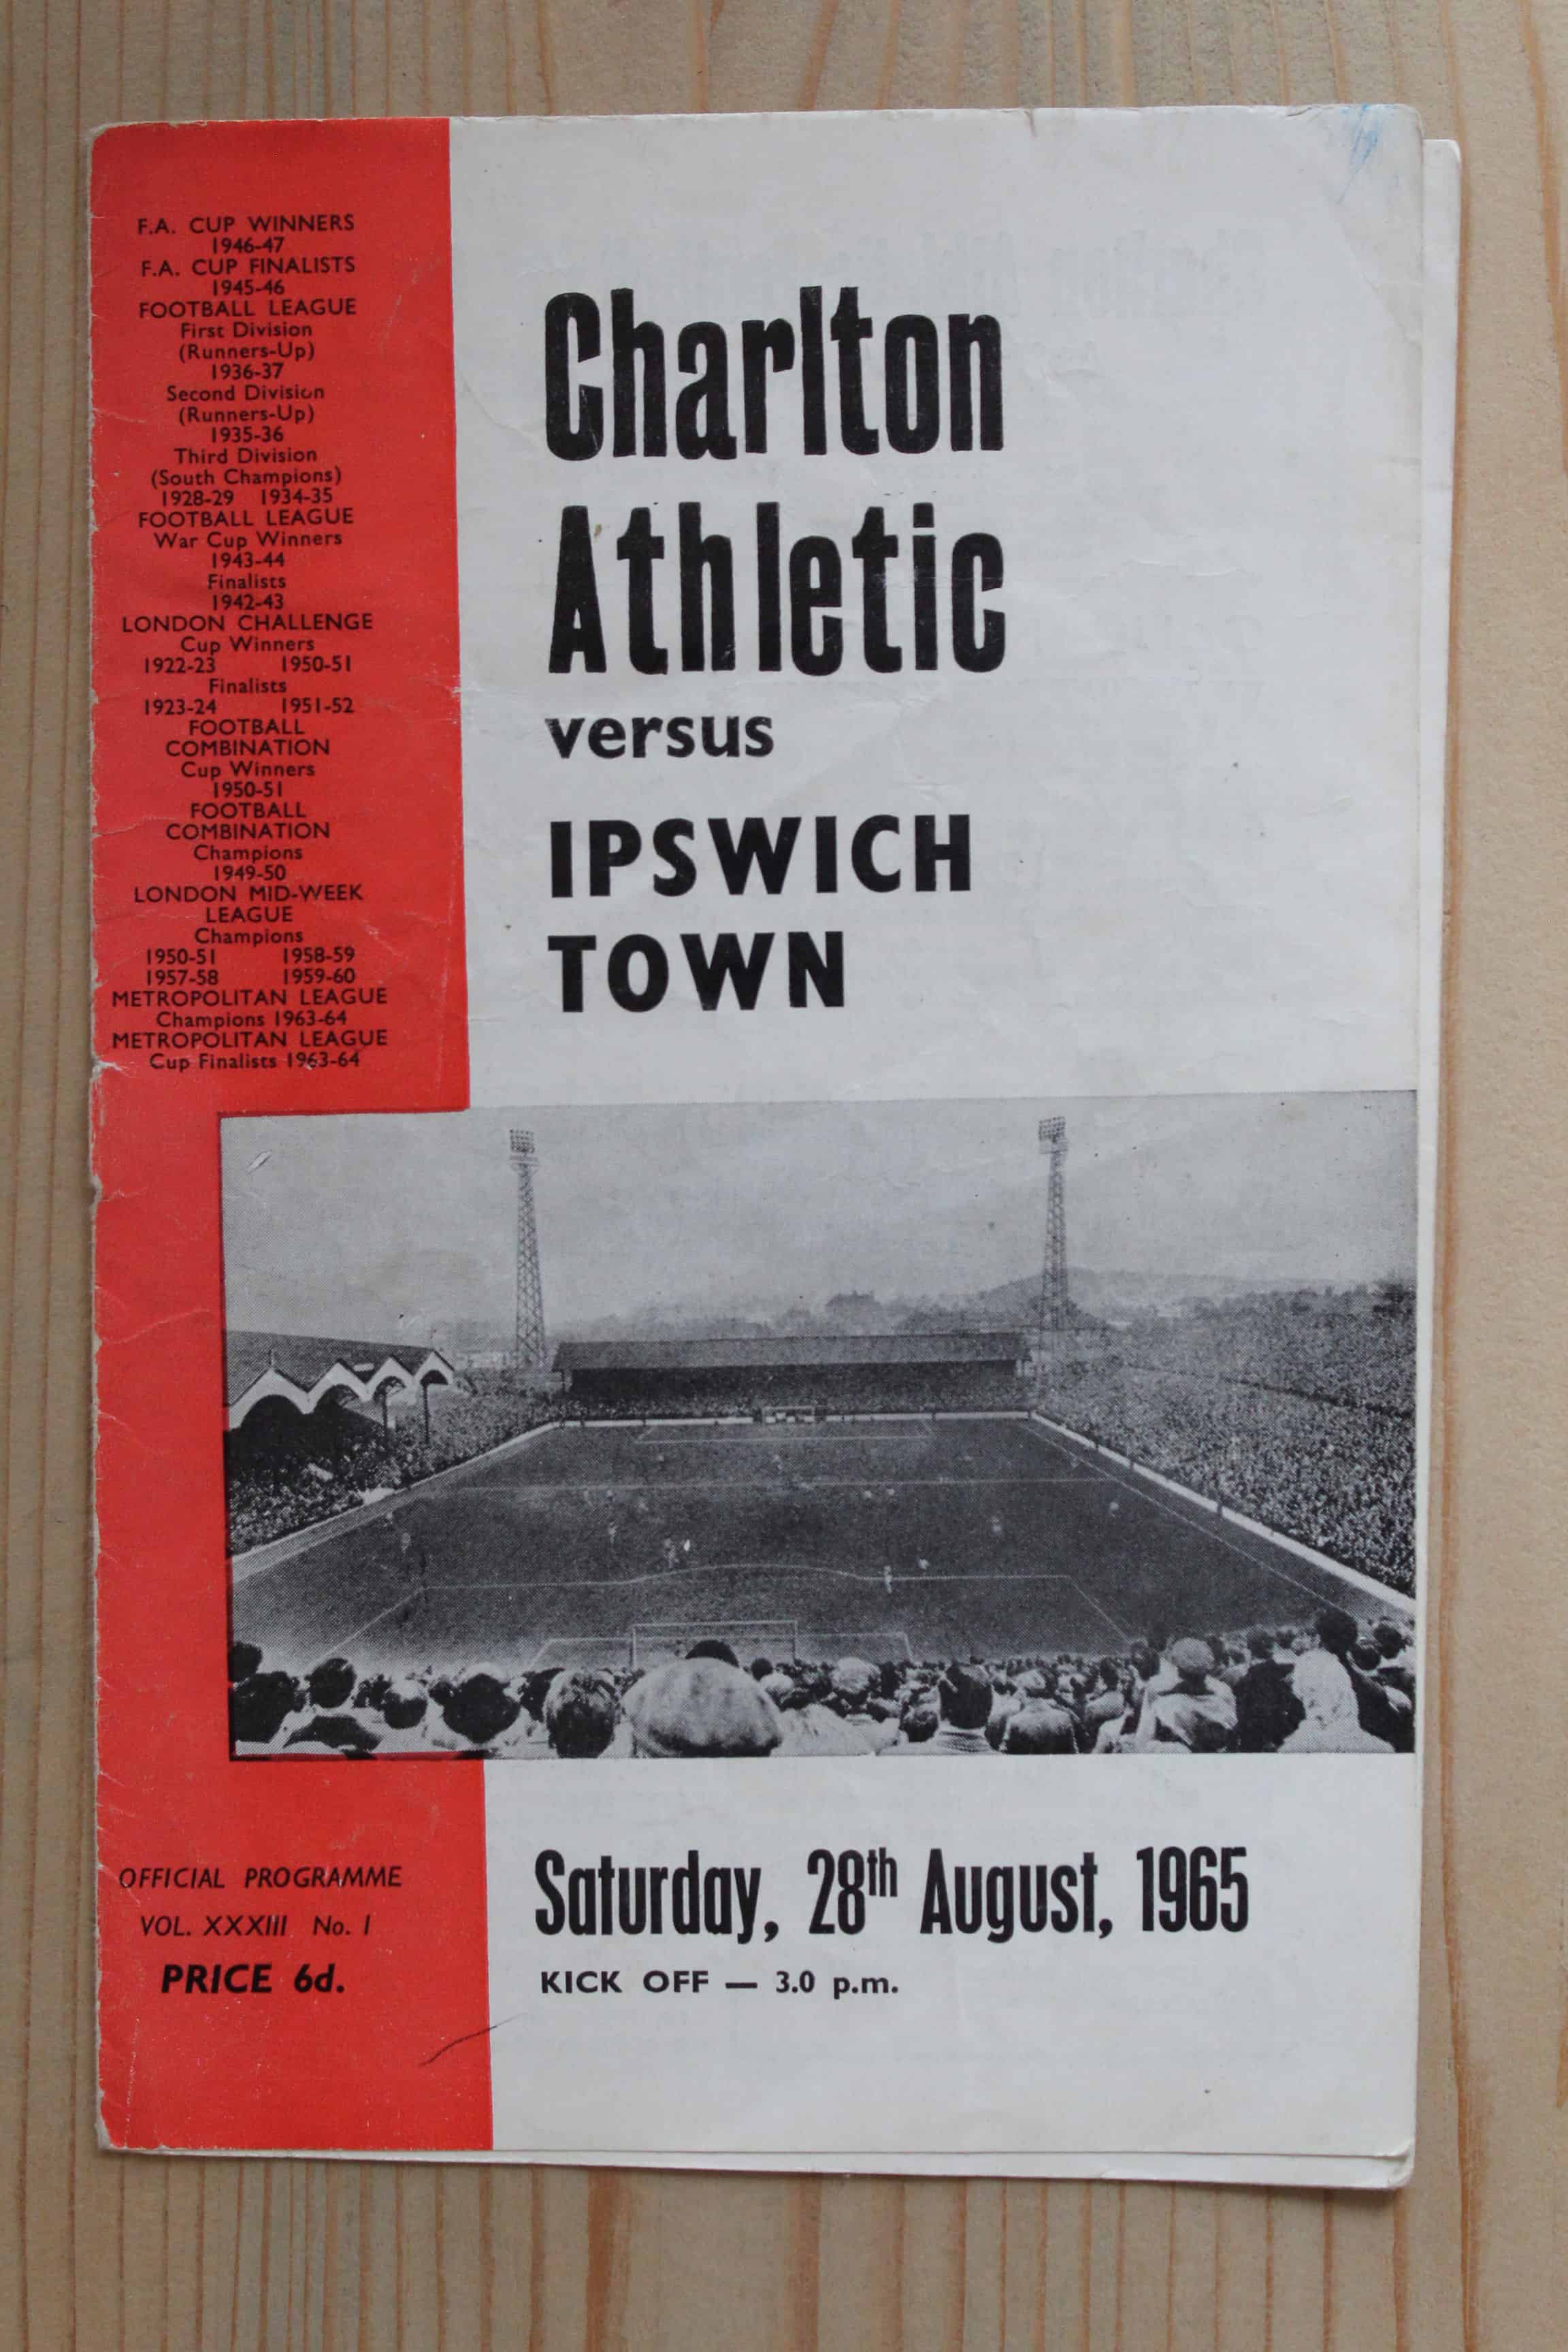 F.A. CUP WINNERS
1946-47
F.A. CUP FINALISTS
1945-46
FOOTBALL LEAGUE
First Division
(Runners-Up)
1936-37
Second Division
(Runners-Up)
1935-36
Third Division
(South Champions)
1928-29 1934-35
FOOTBALL LEAGUE
War Cup Winners
1943-44
Finalists
1942-43
LONDON CHALLENGE
Cup Winners
1922-23 1950-51
Finalists
1923-24 1951-52
FOOTBALL
COMBINATION
Cup Winners
1950-51
FOOTBALL
COMBINATION
Champions
1949-50
LONDON MID-WEEK
LEAGUE
Champions
1950-51 1958-59
1957-58 1959-60
METROPOLITAN LEAGUE
Champions 1963-64
METROPOLITAN LEAGUE
Cup Finalists 1963-64
Charlton
Athletic
versus
IPSWICH
TOWN
OFFICIAL PROGRAMME
VOL. XXXIII No. 1
PRICE 6d.
Saturday, 28th August, 1965
KICK OFF — 3.0 p.m.